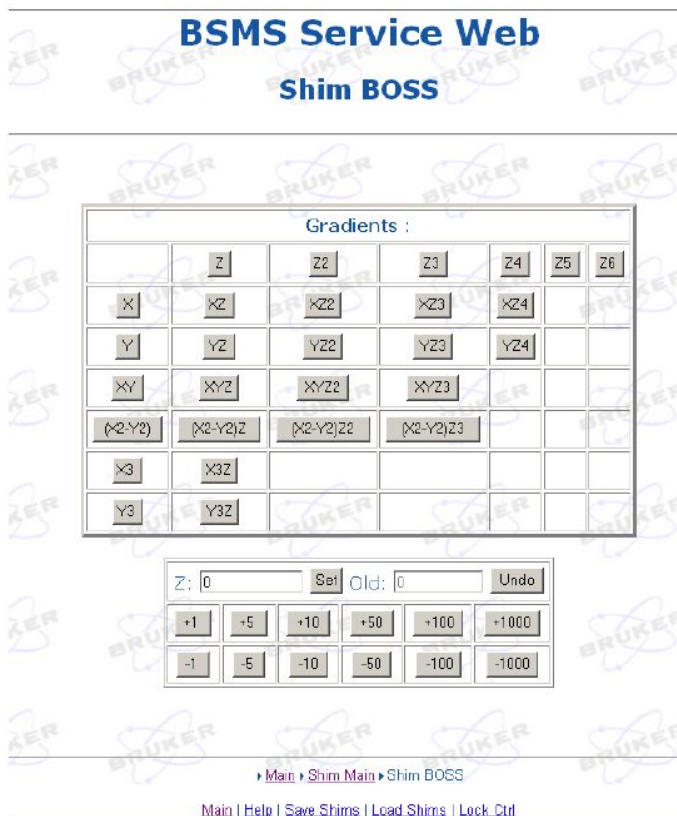 BSMS Service Web
Shim BOSS
Gradients :
Z Z2 Z3 Z4 Z5 Z6
X XZ XZ2 XZ3 XZ4
Y YZ YZ2 YZ3 YZ4
XY XYZ XYZ2 XYZ3
(X2-Y2) (X2-Y2)Z (X2-Y2)Z2 (X2-Y2)Z3
X3 X3Z
Y3 Y3Z
Z: 0 Set Old: 0 Undo
+1 +5 +10 +50 +100 +1000
-1 -5 -10 -50 -100 -1000
Main Shim Main Shim BOSS
Main | Help | Save Shims | Load Shims | Lock Ctrl
BRUKER